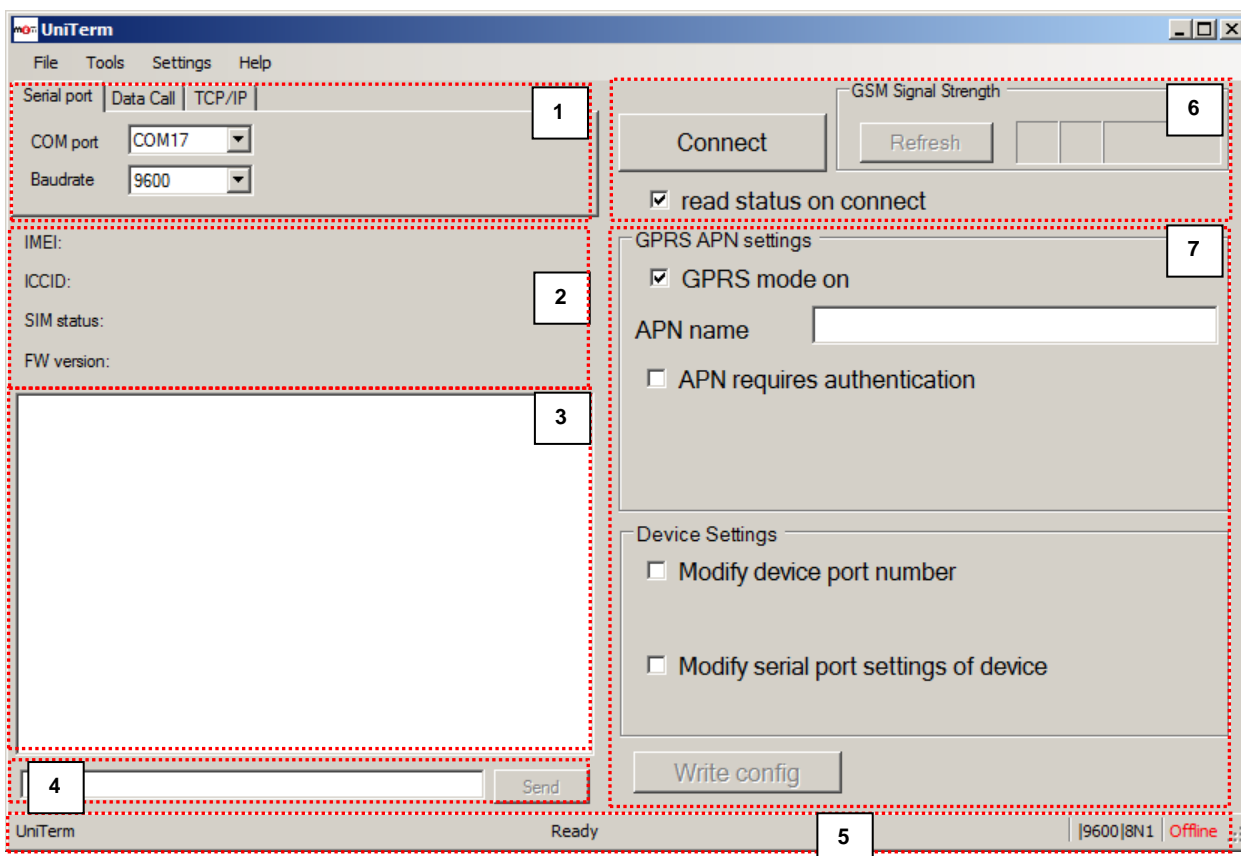 UniTerm
File Tools Settings Help
Serial port Data Call TCP/IP
1
COM port COM17
Baudrate 9600
Connect
GSM Signal Strength
Refresh
6
read status on connect
IMEI:
ICCID:
SIM status:
FW version:
2
3
GPRS APN settings
7
GPRS mode on
APN name
APN requires authentication
Device Settings
Modify device port number
Modify serial port settings of device
Write config
4
Send
UniTerm Ready |9600|8N1 Offline
5